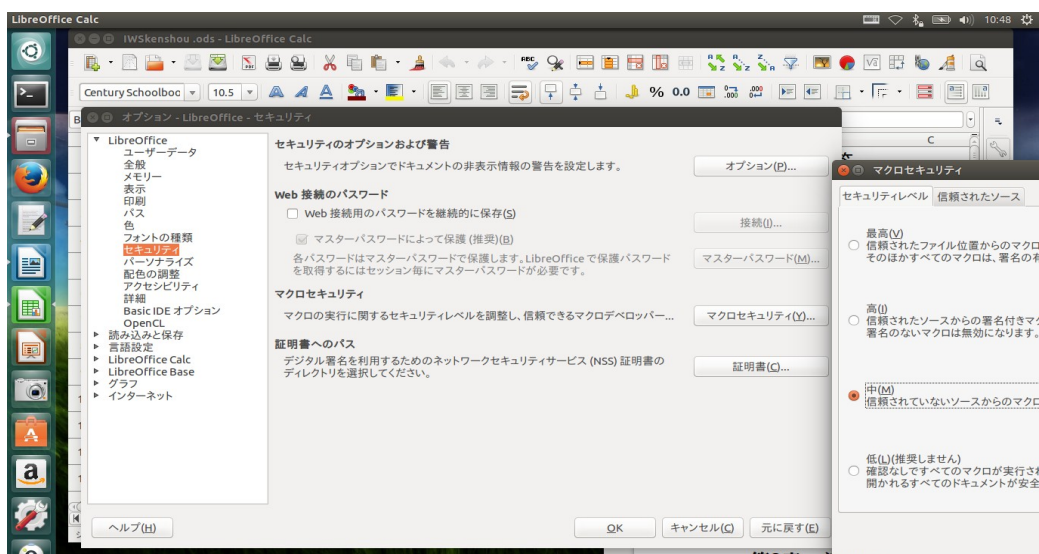 LibreOffice Calc
10:48
IWSkenshou .ods - LibreOffice Calc
Century Schoolbook
10.5
% 0.0
オプション - LibreOffice - セキュリティ
LibreOffice
ユーザーデータ
全般
メモリー
表示
印刷
パス
色
フォントの種類
セキュリティ
パーソナライズ
配色の調整
アクセシビリティ
詳細
Basic IDE オプション
OpenCL
読み込みと保存
言語設定
LibreOffice Calc
LibreOffice Base
グラフ
インターネット
セキュリティのオプションおよび警告
セキュリティオプションでドキュメントの非表示情報の警告を設定します。
オプション(P)...
Web 接続のパスワード
Web 接続用のパスワードを継続的に保存(S)
接続(I)...
マスターパスワードによって保護 (推奨)(B)
各パスワードはマスターパスワードで保護します。LibreOffice で保護パスワード
を取得するにはセッション毎にマスターパスワードが必要です。
マスターパスワード(M)...
マクロセキュリティ
マクロの実行に関するセキュリティレベルを調整し、信頼できるマクロデベロッパー...
マクロセキュリティ(Y)...
証明書へのパス
デジタル署名を利用するためのネットワークセキュリティサービス (NSS) 証明書の
ディレクトリを選択してください。
証明書(C)...
ヘルプ(H)
OK
キャンセル(C)
元に戻す(E)
C
マクロセキュリティ
セキュリティレベル
信頼されたソース
最高(V)
信頼されたファイル位置からのマクロ
そのほかすべてのマクロは、署名の有
高(I)
信頼されたソースからの署名付きマク
署名のないマクロは無効になります。
中(M)
信頼されていないソースからのマクロ
低(L)(推奨しません)
確認なしですべてのマクロが実行され
開かれるすべてのドキュメントが安全